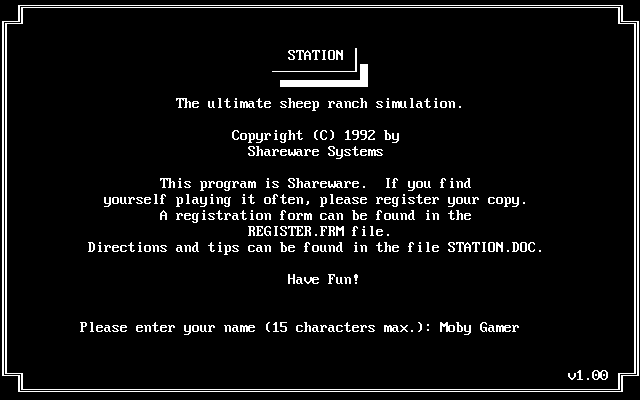 STATION
The ultimate sheep ranch simulation.
Copyright (C) 1992 by
Shareware Systems
This program is Shareware.  If you find
yourself playing it often, please register your copy.
A registration form can be found in the
REGISTER.FRM file.
Directions and tips can be found in the file STATION.DOC.
Have Fun!
Please enter your name (15 characters max.): Moby Gamer
v1.00